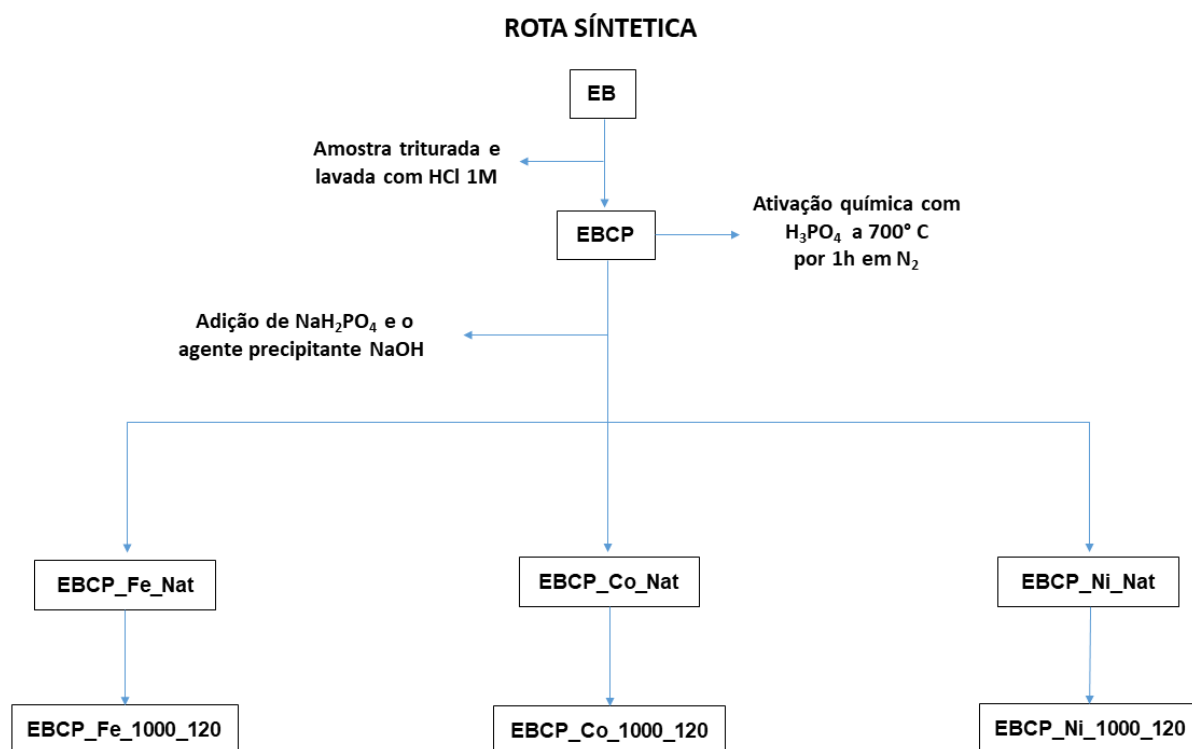 ROTA SÍNTETICA
EB
Amostra triturada e
lavada com HCl 1M
EBCP
Ativação química com
H₃PO₄ a 700° C
por 1h em N₂
Adição de NaH₂PO₄ e o
agente precipitante NaOH
EBCP_Fe_Nat
EBCP_Co_Nat
EBCP_Ni_Nat
EBCP_Fe_1000_120
EBCP_Co_1000_120
EBCP_Ni_1000_120